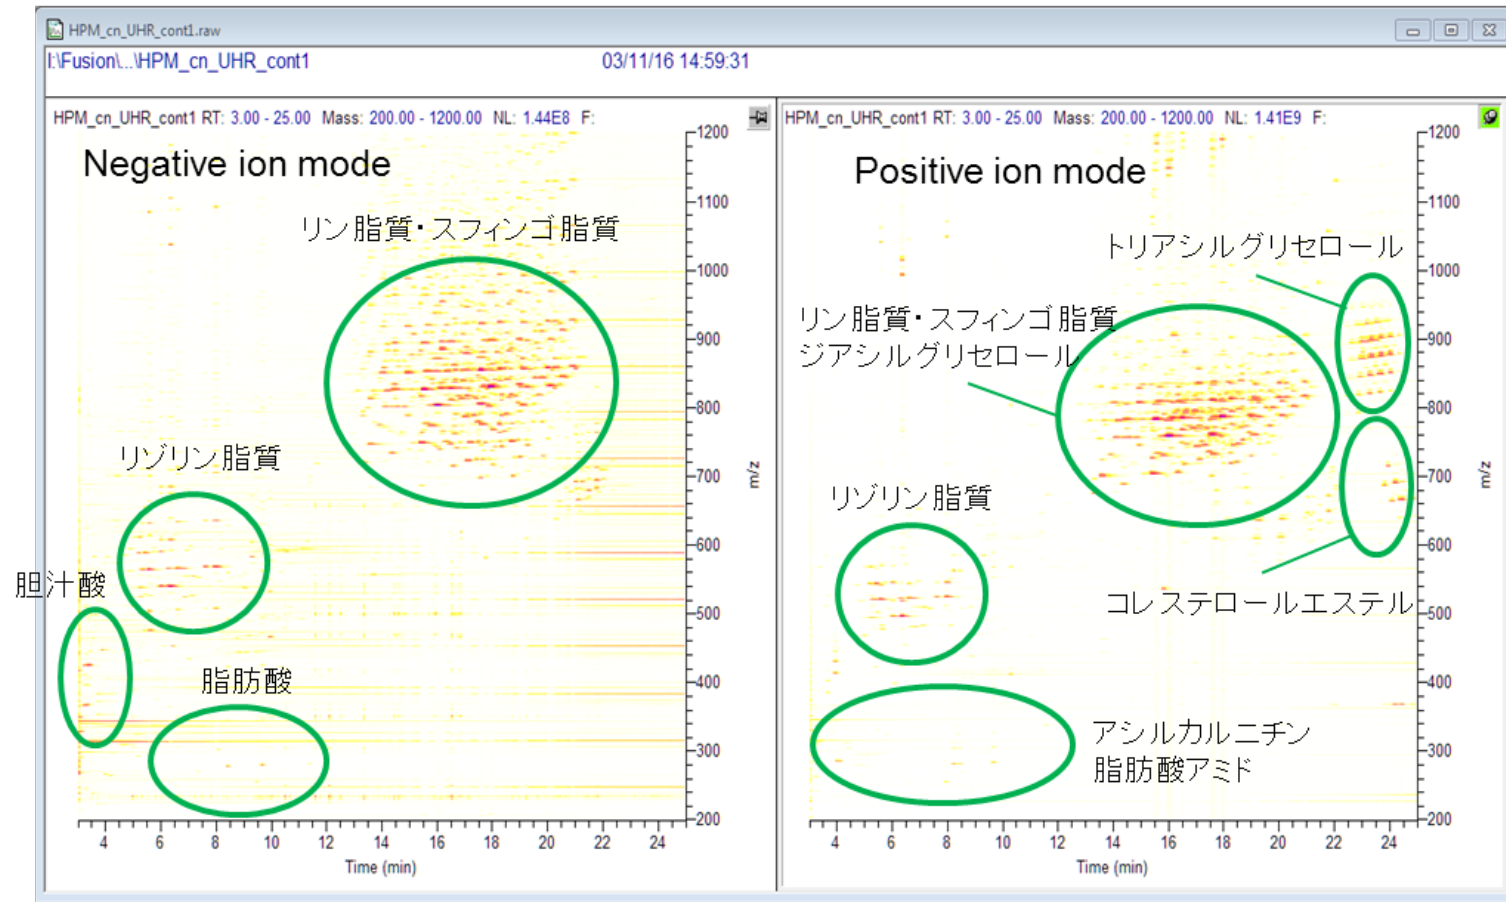 HPM_cn_UHR_cont1.raw
I:\Fusion\...\HPM_cn_UHR_cont1
03/11/16 14:59:31
HPM_cn_UHR_cont1 RT: 3.00 - 25.00 Mass: 200.00 - 1200.00 NL: 1.44E8 F:
Negative ion mode
リン脂質・スフィンゴ脂質
リゾリン脂質
胆汁酸
脂肪酸
1200
1100
1000
900
800
700
600
500
400
300
200
m/z
4 6 8 10 12 14 16 18 20 22 24
Time (min)
HPM_cn_UHR_cont1 RT: 3.00 - 25.00 Mass: 200.00 - 1200.00 NL: 1.41E9 F:
Positive ion mode
トリアシルグリセロール
リン脂質・スフィンゴ脂質
ジアシルグリセロール
リゾリン脂質
コレステロールエステル
アシルカルニチン
脂肪酸アミド
1200
1100
1000
900
800
700
600
500
400
300
200
m/z
4 6 8 10 12 14 16 18 20 22 24
Time (min)